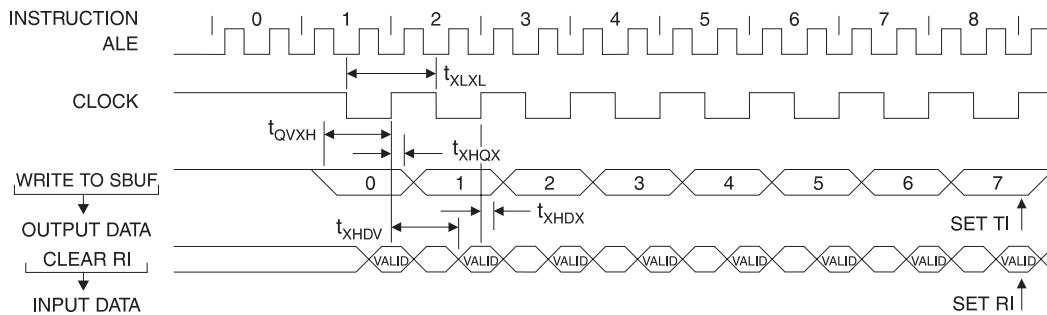 INSTRUCTION 0 1 2 3 4 5 6 7 8
ALE
tXLXL
CLOCK
tQVXH
tXHQX
WRITE TO SBUF
0 1 2 3 4 5 6 7
OUTPUT DATA
tXHDV
tXHDX
SET TI
CLEAR RI
VALID VALID VALID VALID VALID VALID VALID VALID
INPUT DATA
SET RI